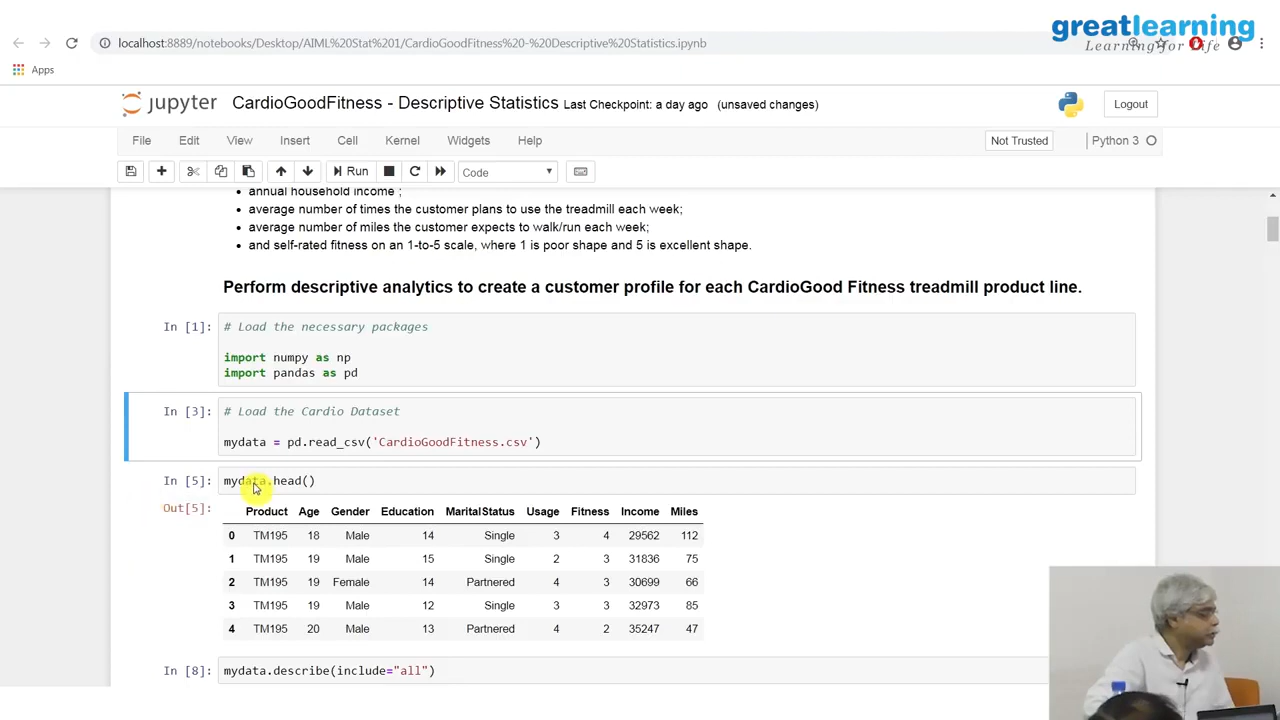 greatlearning
Learning for Life
localhost:8889/notebooks/Desktop/AIML%20Stat%201/CardioGoodFitness%20-%20Descriptive%20Statistics.ipynb
Apps
jupyter CardioGoodFitness - Descriptive Statistics Last Checkpoint: a day ago (unsaved changes) Logout
File Edit View Insert Cell Kernel Widgets Help Not Trusted Python 3
Run Code
annual household income ;
average number of times the customer plans to use the treadmill each week;
average number of miles the customer expects to walk/run each week;
and self-rated fitness on an 1-to-5 scale, where 1 is poor shape and 5 is excellent shape.
Perform descriptive analytics to create a customer profile for each CardioGood Fitness treadmill product line.
In [1]: # Load the necessary packages
import numpy as np
import pandas as pd
In [3]: # Load the Cardio Dataset
mydata = pd.read_csv('CardioGoodFitness.csv')
In [5]: mydata.head()
Out[5]: Product Age Gender Education MaritalStatus Usage Fitness Income Miles
0 TM195 18 Male 14 Single 3 4 29562 112
1 TM195 19 Male 15 Single 2 3 31836 75
2 TM195 19 Female 14 Partnered 4 3 30699 66
3 TM195 19 Male 12 Single 3 3 32973 85
4 TM195 20 Male 13 Partnered 4 2 35247 47
In [8]: mydata.describe(include="all")